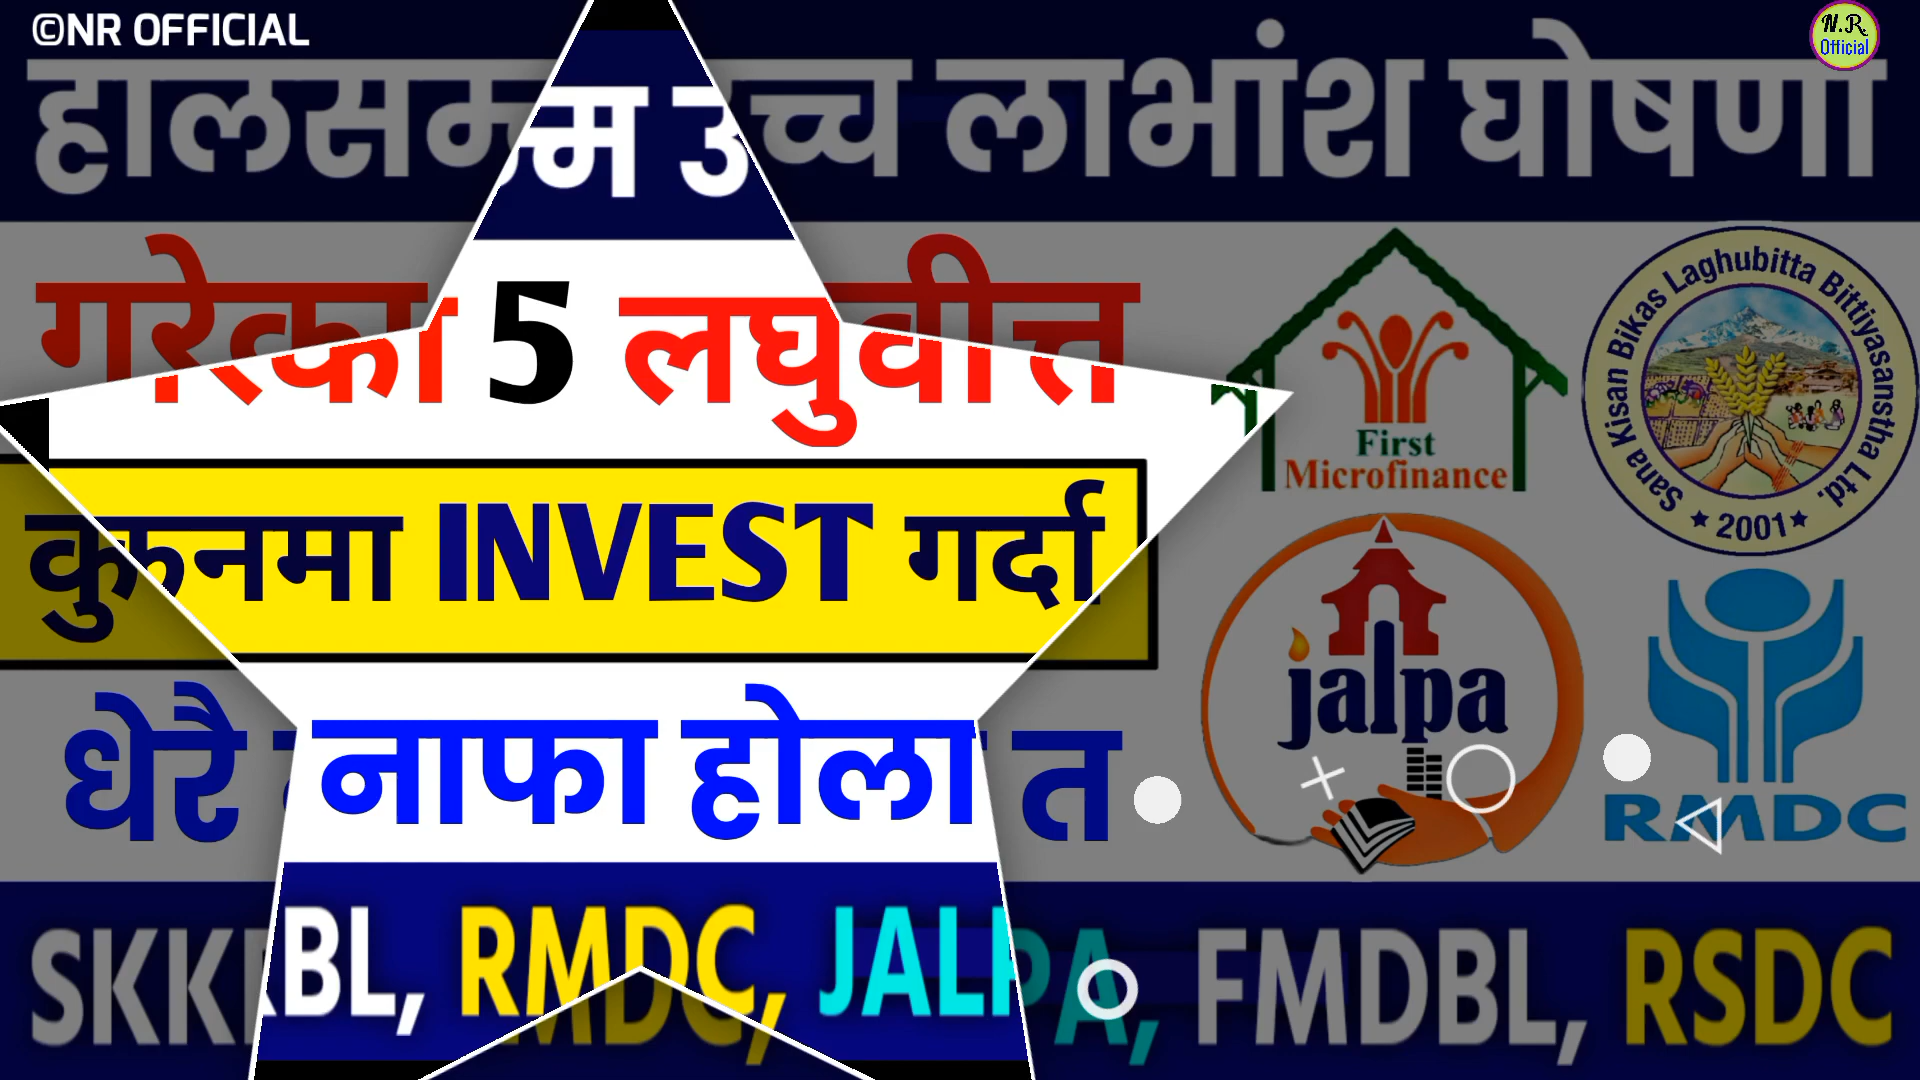 ©NR OFFICIAL
N.R
Official
हालसम्म उच्च लाभांश घोषणा
गरेका 5 लघुवीत्त
कुनमा INVEST गर्दा
धेरै नाफा होला त
First
Microfinance
Sana Kisan Bikas Laghubitta Bittiyasanstha Ltd.
★ 2001 ★
jalpa
RMDC
RMDC, JALPA, FMDBL, RSDC